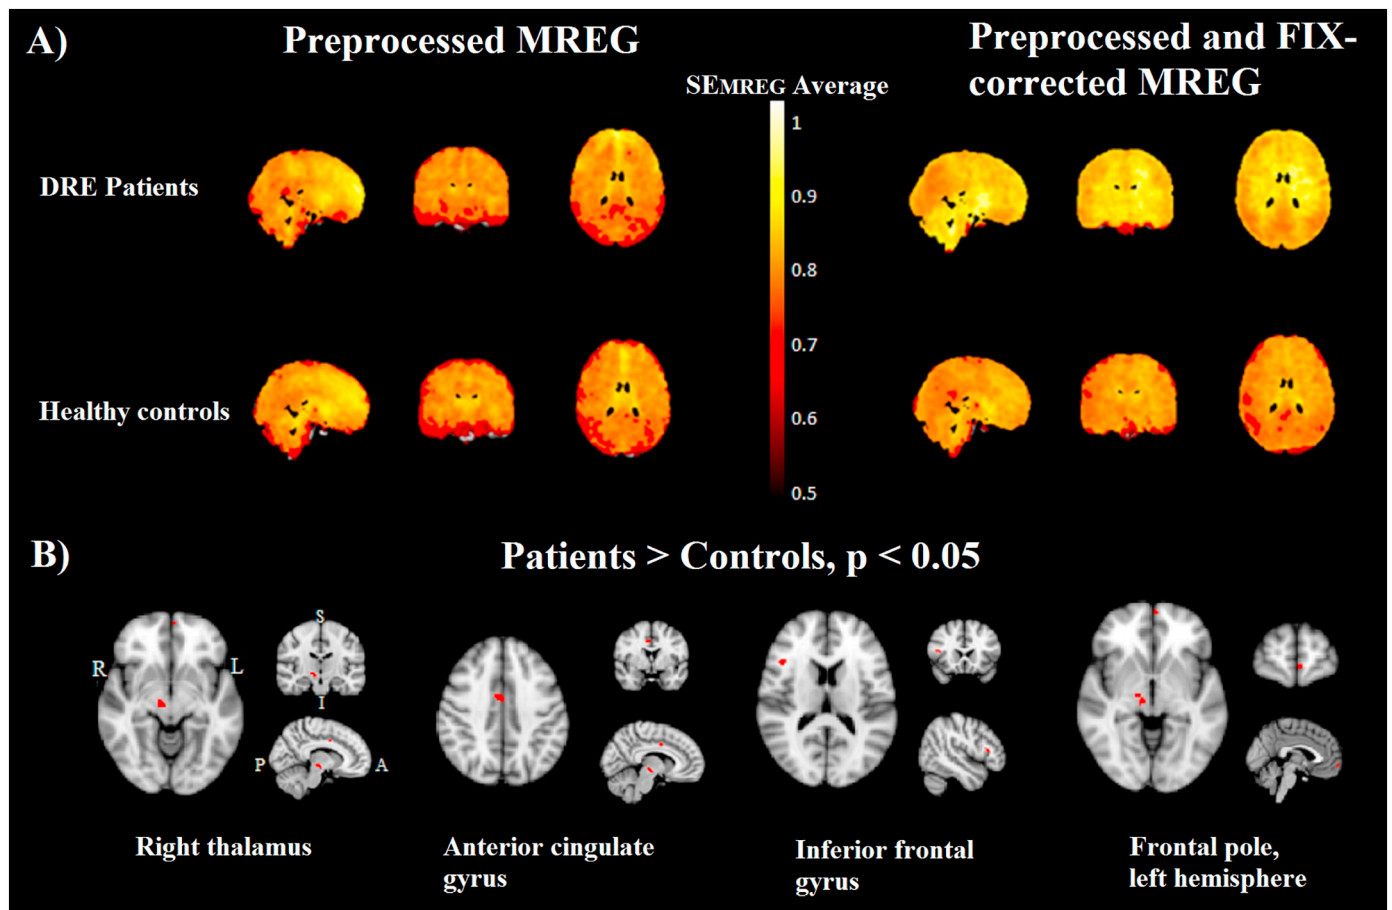 A)
Preprocessed MREG
Preprocessed and FIX-
corrected MREG
SEMREG Average
1
0.9
0.8
0.7
0.6
0.5
DRE Patients
Healthy controls
B)
Patients > Controls, p < 0.05
R
L
S
I
P
A
Right thalamus
Anterior cingulate
gyrus
Inferior frontal
gyrus
Frontal pole,
left hemisphere